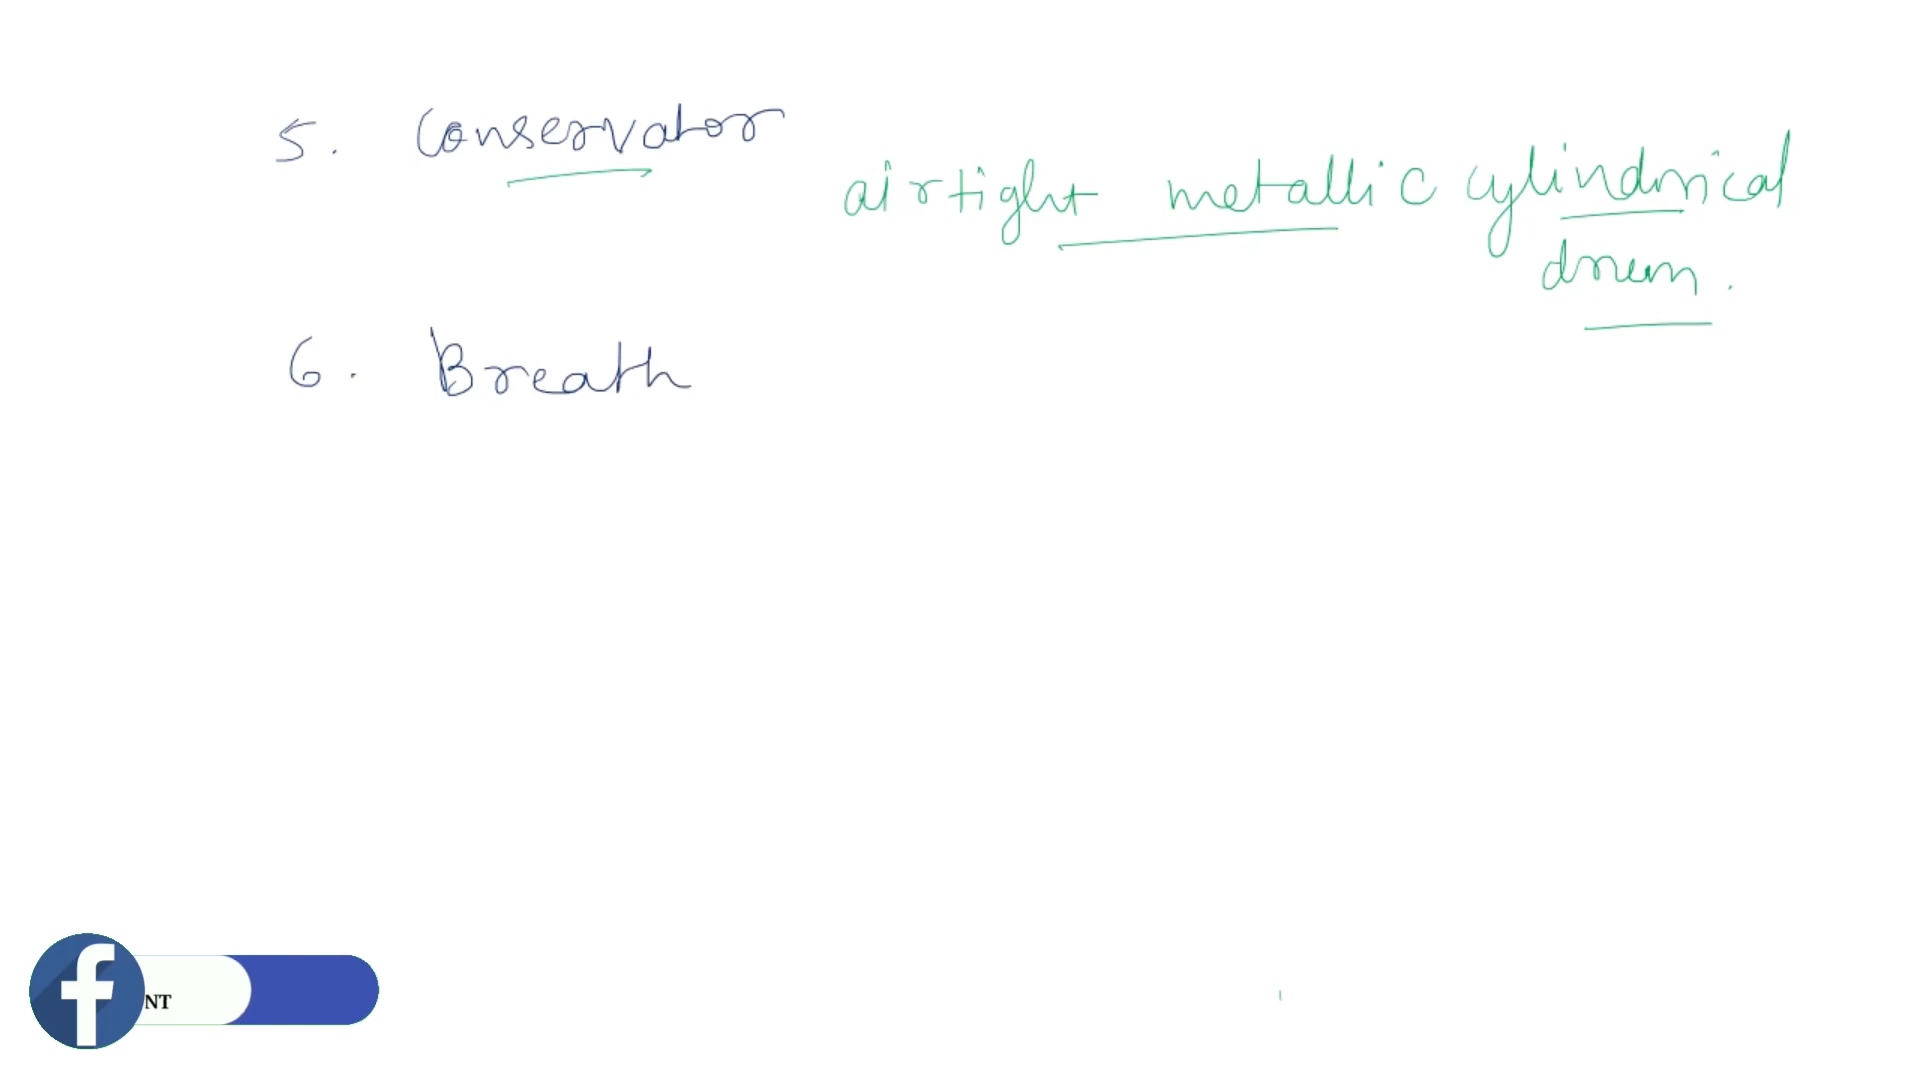 5. Conservator
airtight metallic cylindrical
drum.
6. Breath
NT